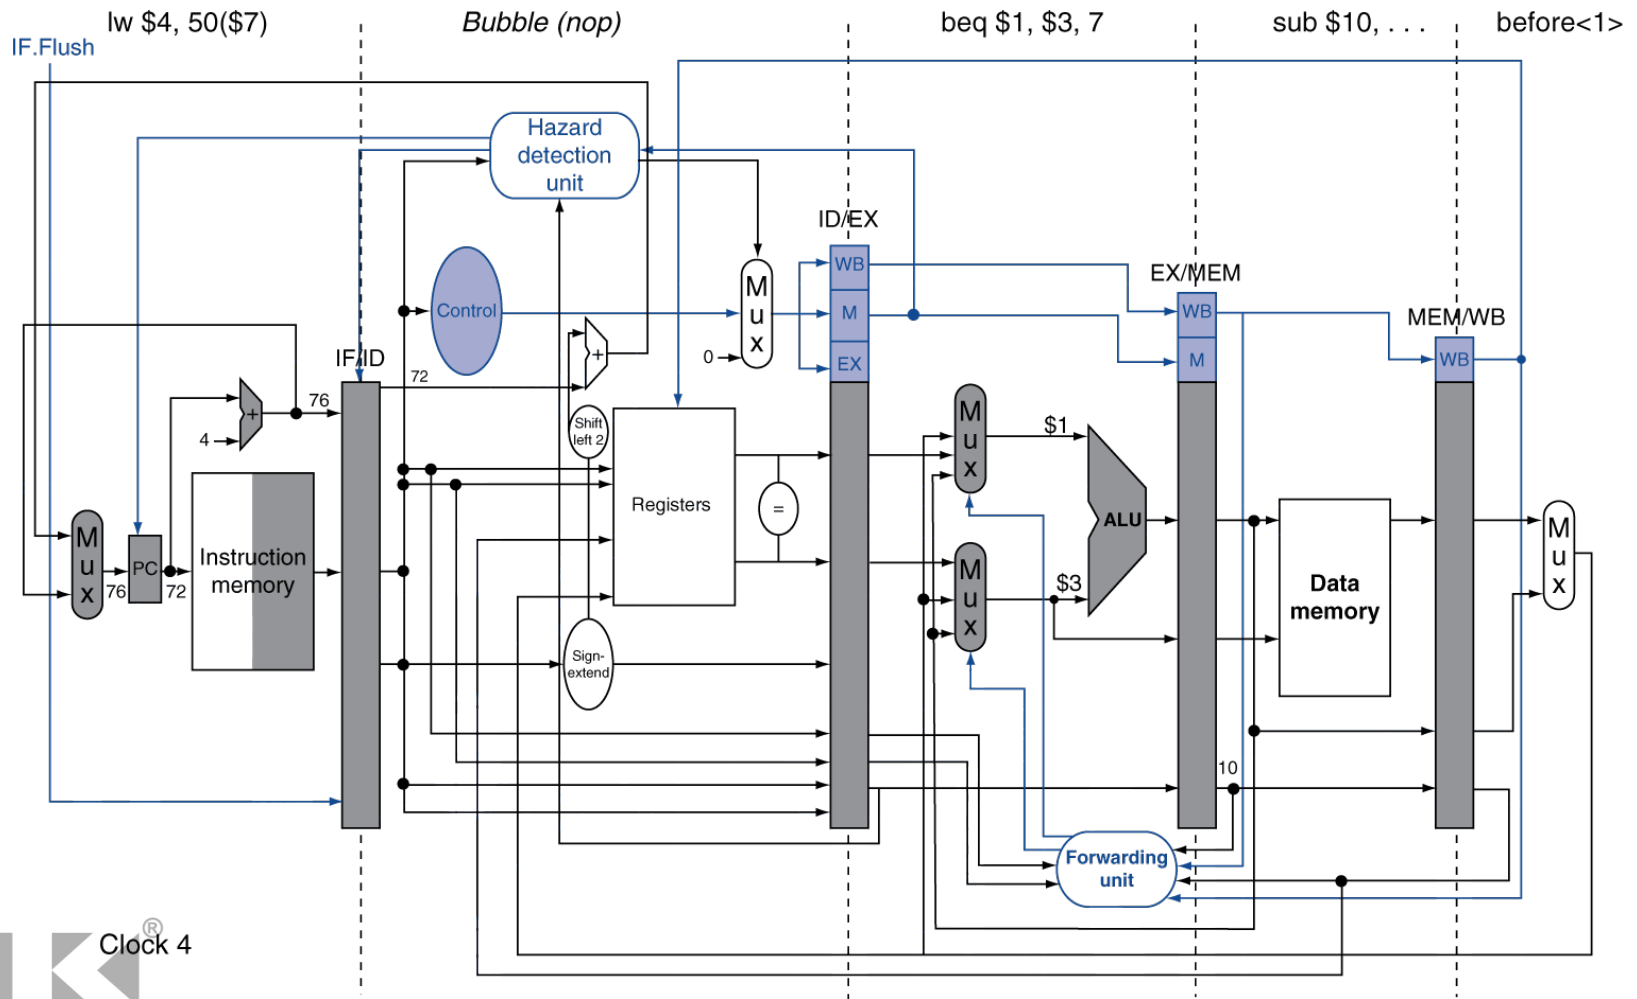 lw $4, 50($7)
Bubble (nop)
beq $1, $3, 7
sub $10, . . .
before<1>
IF.Flush
Hazard
detection
unit
ID/EX
WB
M
EX
EX/MEM
WB
M
MEM/WB
WB
Control
M
u
x
0
IF/ID
72
+
+
76
4
Shift
left 2
Registers
=
M
u
x
$1
M
u
x
$3
ALU
M
u
x
76
PC
72
Instruction
memory
Data
memory
M
u
x
Sign-
extend
10
Forwarding
unit
®
Clock 4